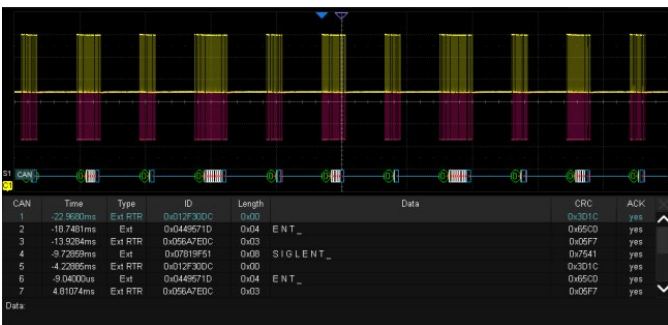 S1 CAN
C1
CAN Time Type ID Length Data CRC ACK
1 -22.9680ms Ext RTR 0x012F30DC 0x00 0x3D1C yes
2 -18.7481ms Ext 0x0449571D 0x04 ENT_ 0x65C0 yes
3 -13.9284ms Ext RTR 0x056A7E0C 0x03 0x05F7 yes
4 -9.72859ms Ext 0x07819F51 0x08 SIGLENT_ 0x7541 yes
5 -4.22885ms Ext RTR 0x012F30DC 0x00 0x3D1C yes
6 -9.04000us Ext 0x0449571D 0x04 ENT_ 0x65C0 yes
7 4.81074ms Ext RTR 0x056A7E0C 0x03 0x05F7 yes
Data: